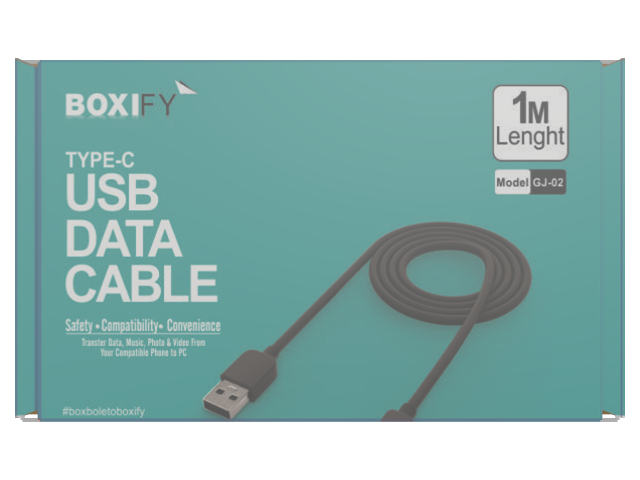 BOXIFY
1M
Lenght
Model GJ-02
TYPE-C
USB
DATA
CABLE
Safety • Compatibility • Convenience
Transfer Data, Music, Photo & Video From
Your Compatible Phone to PC
#boxboletoboxify